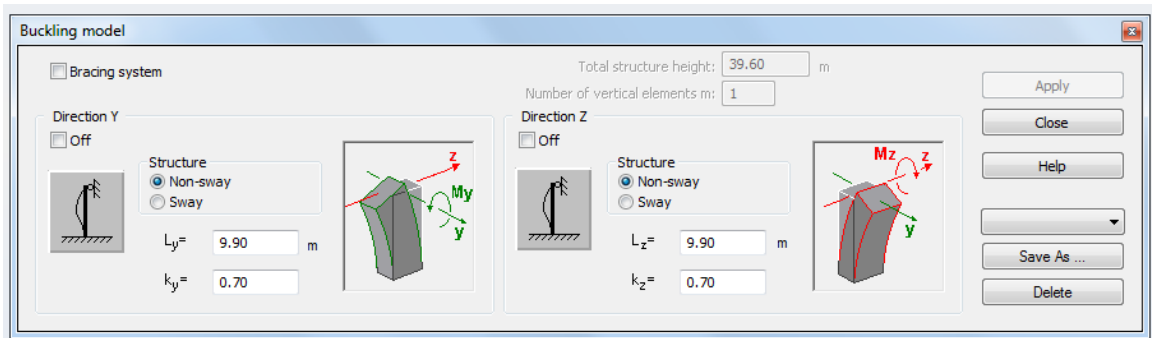 Buckling model
Bracing system
Total structure height: 39.60 m
Number of vertical elements m: 1
Direction Y
Off
Structure
Non-sway
Sway
Ly= 9.90 m
ky= 0.70
z
My
y
Direction Z
Off
Structure
Non-sway
Sway
Lz= 9.90 m
kz= 0.70
Mz z
y
Apply
Close
Help
Save As ...
Delete